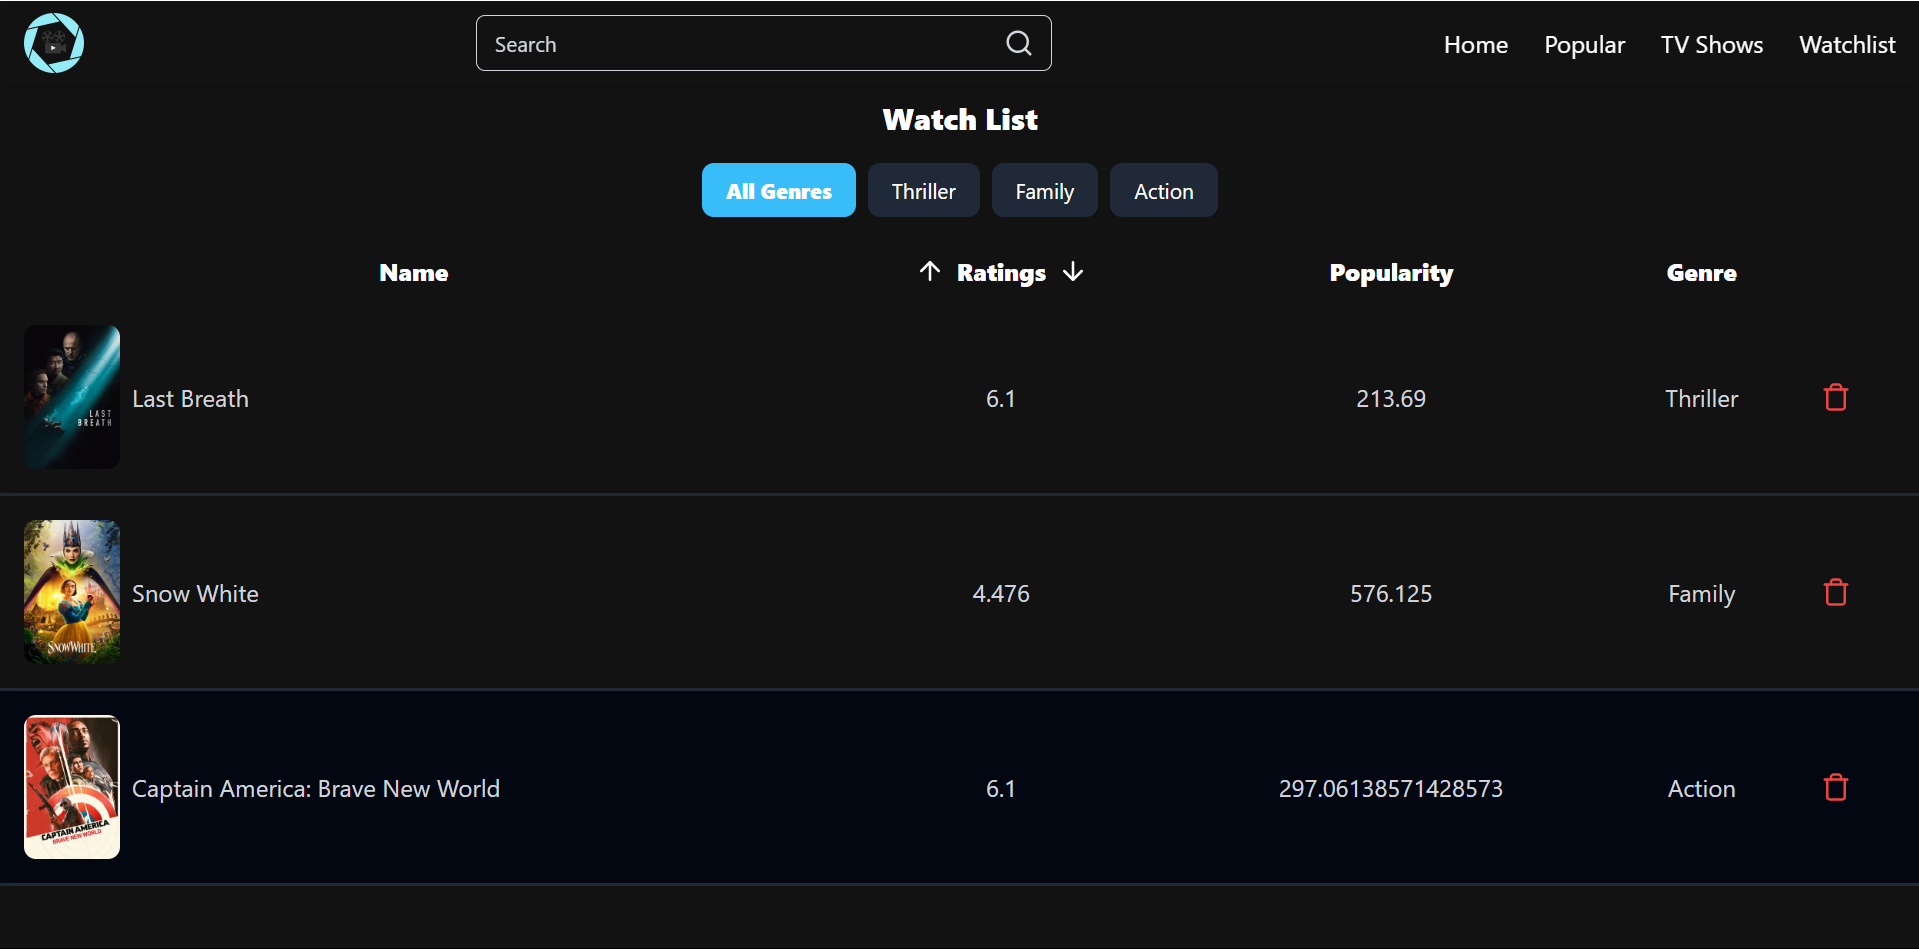 Search
Home Popular TV Shows Watchlist
Watch List
All Genres Thriller Family Action
Name Ratings Popularity Genre
LAST
BREATH
Last Breath 6.1 213.69 Thriller
SNOW WHITE
Snow White 4.476 576.125 Family
CAPTAIN AMERICA
BRAVE NEW WORLD
Captain America: Brave New World 6.1 297.06138571428573 Action